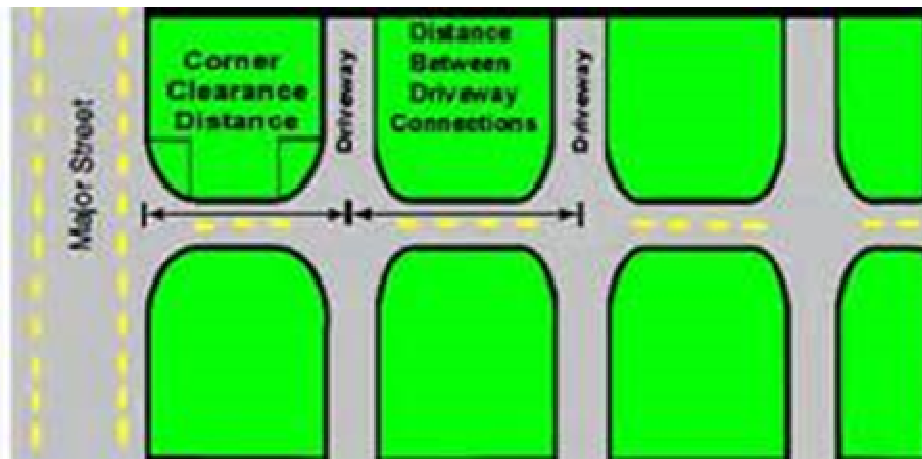 Major Street
Corner
Clearance
Distance
Driveway
Distance
Between
Driveway
Connections
Driveway